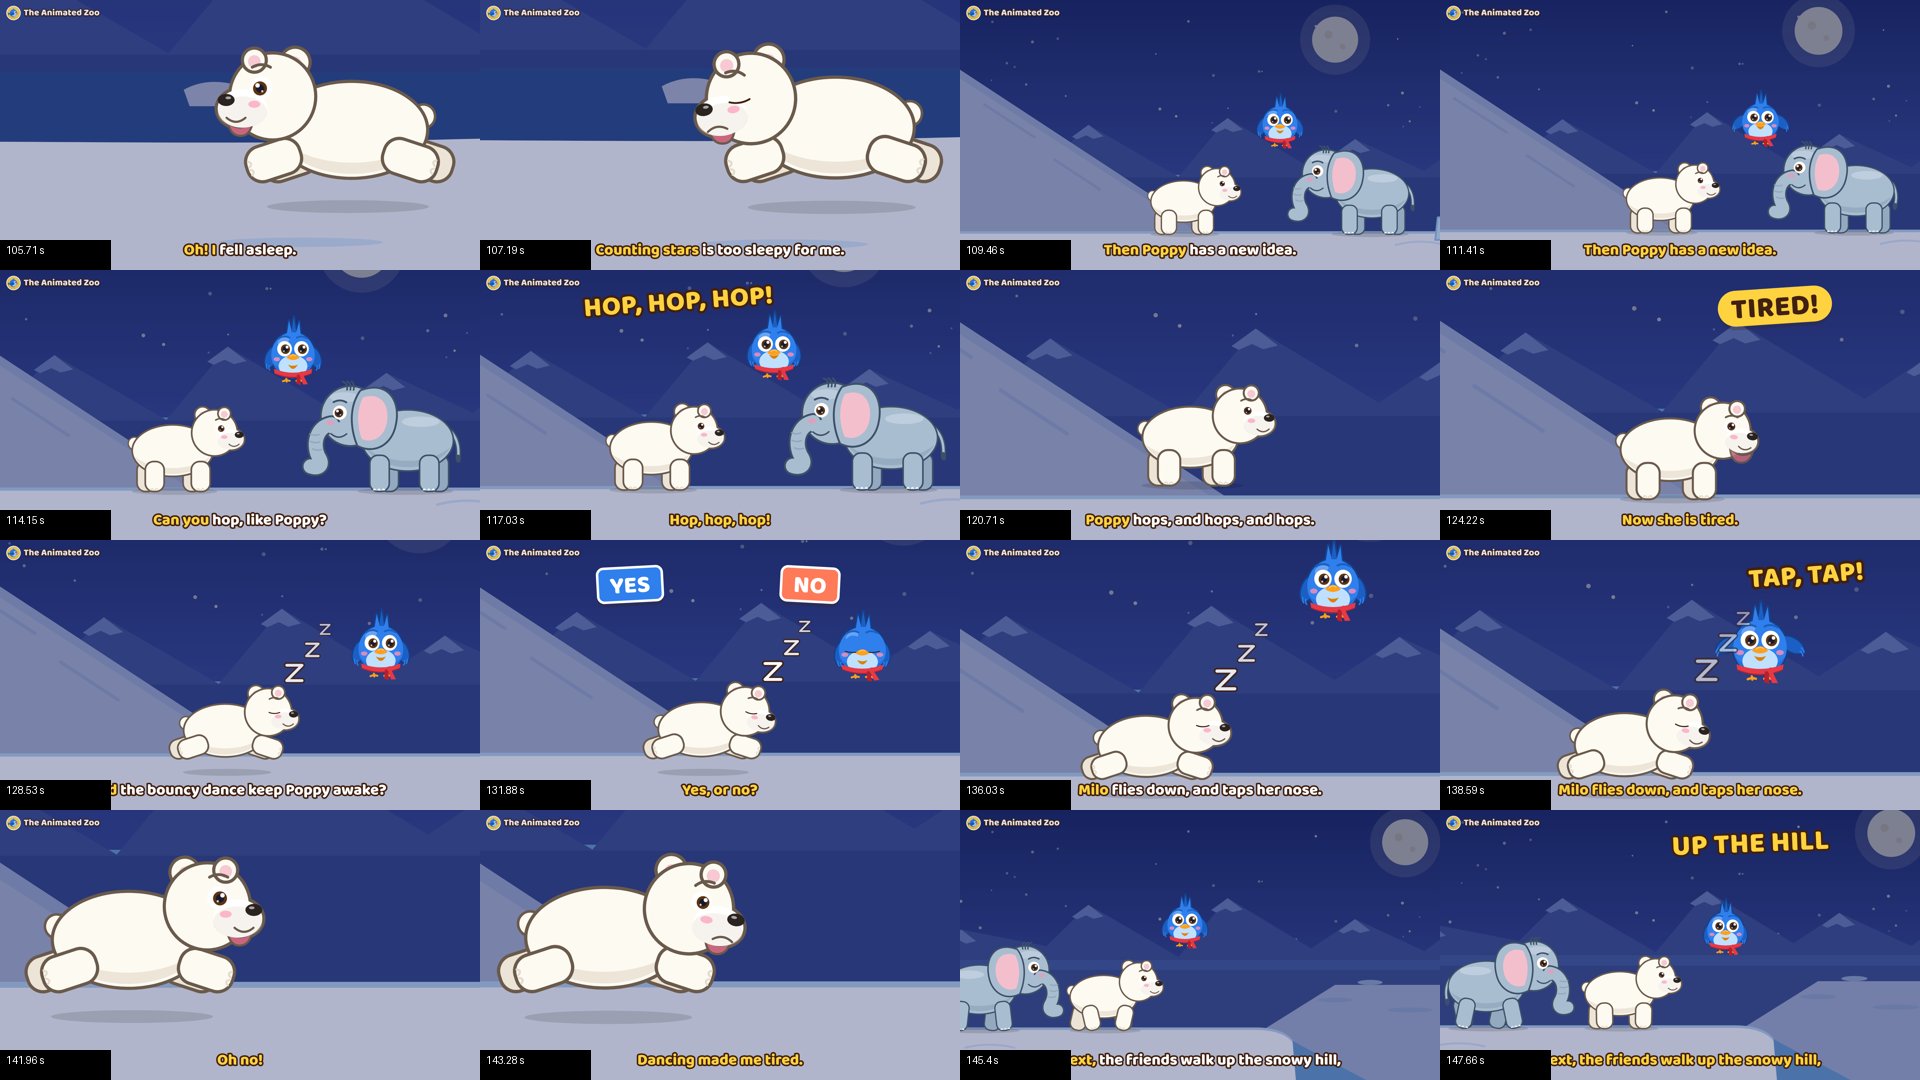 The Animated Zoo
105.71 s
Oh! I fell asleep.
The Animated Zoo
107.19 s
Counting stars is too sleepy for me.
The Animated Zoo
109.46 s
Then Poppy has a new idea.
The Animated Zoo
111.41 s
Then Poppy has a new idea.
The Animated Zoo
114.15 s
Can you hop, like Poppy?
The Animated Zoo
HOP, HOP, HOP!
117.03 s
Hop, hop, hop!
The Animated Zoo
120.71 s
Poppy hops, and hops, and hops.
The Animated Zoo
TIRED!
124.22 s
Now she is tired.
The Animated Zoo
Z Z Z
128.53 s
d the bouncy dance keep Poppy awake?
The Animated Zoo
YES
NO
Z Z Z
131.88 s
Yes, or no?
The Animated Zoo
Z Z Z
136.03 s
Milo flies down, and taps her nose.
The Animated Zoo
TAP, TAP!
Z Z Z
138.59 s
Milo flies down, and taps her nose.
The Animated Zoo
141.96 s
Oh no!
The Animated Zoo
143.28 s
Dancing made me tired.
The Animated Zoo
145.4 s
ext, the friends walk up the snowy hill,
The Animated Zoo
UP THE HILL
147.66 s
ext, the friends walk up the snowy hill,